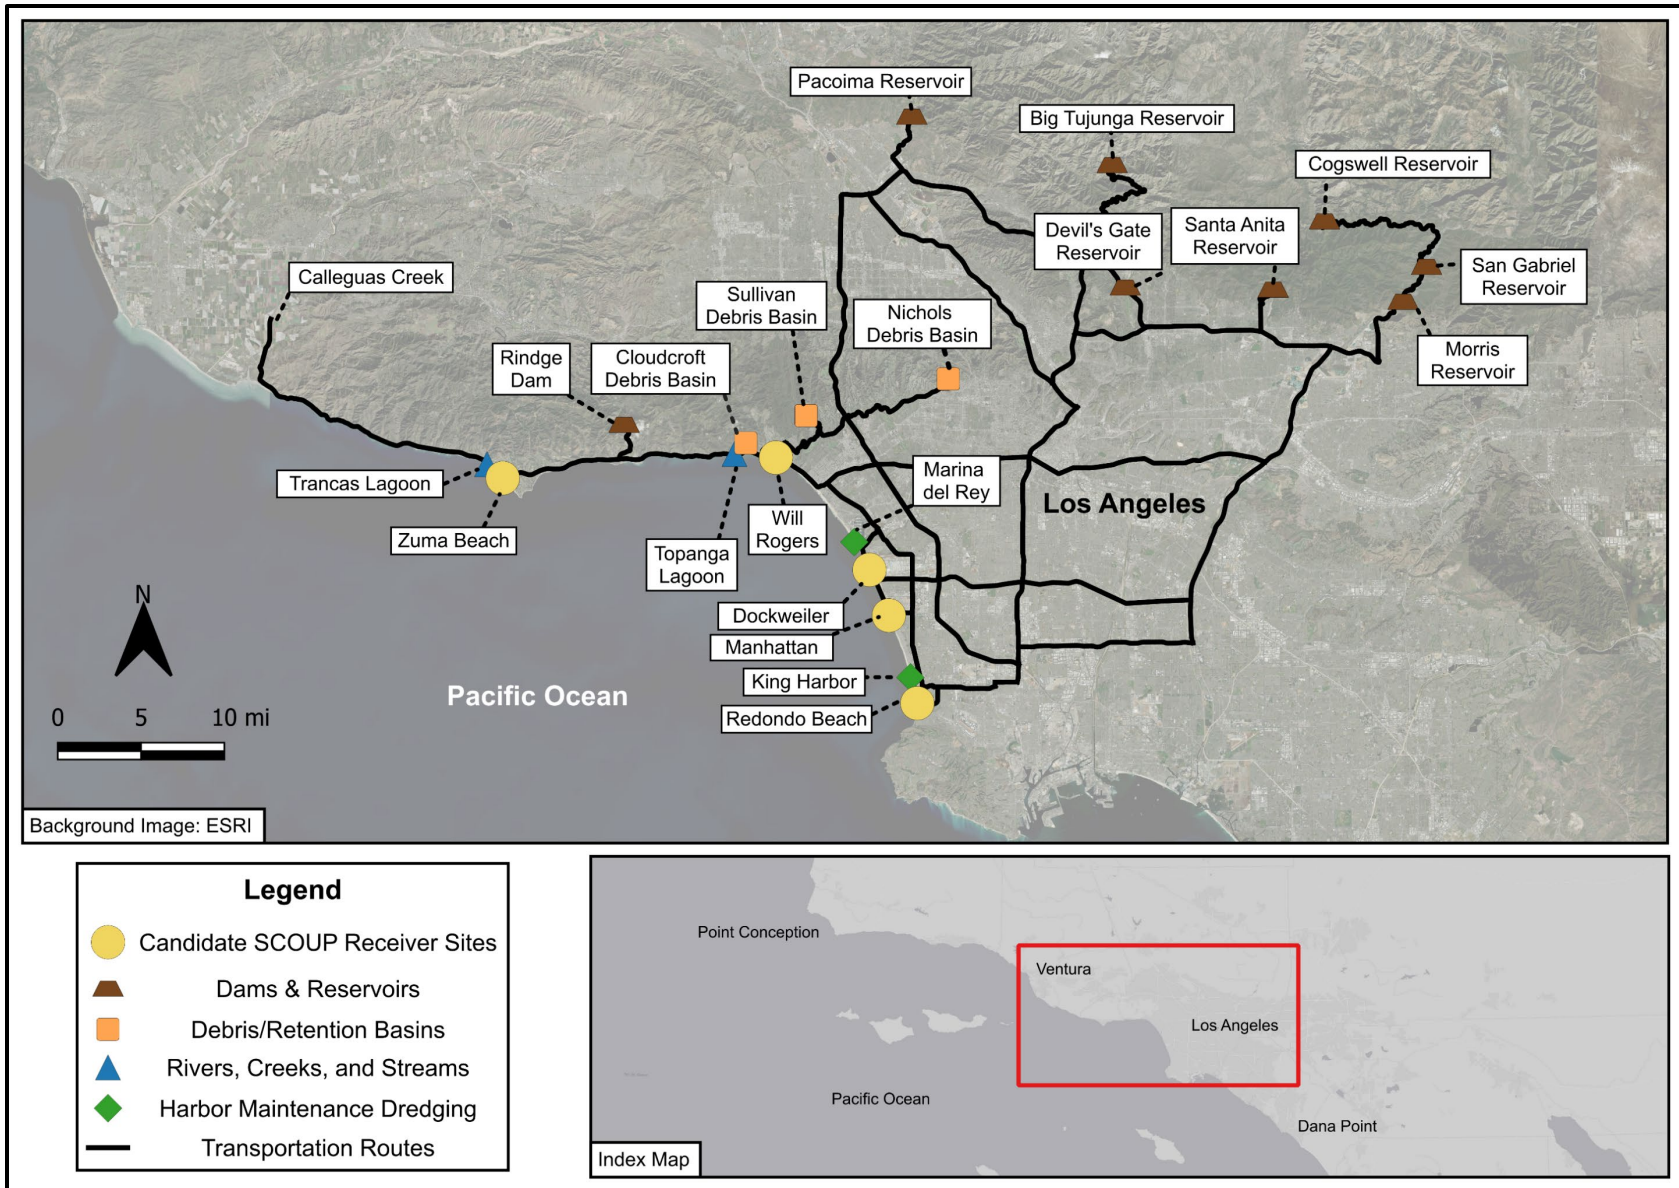 Pacoima Reservoir
Big Tujunga Reservoir
Cogswell Reservoir
Devil's Gate
Reservoir
Santa Anita
Reservoir
San Gabriel
Reservoir
Morris
Reservoir
Calleguas Creek
Sullivan
Debris Basin
Nichols
Debris Basin
Rindge
Dam
Cloudcroft
Debris Basin
Trancas Lagoon
Zuma Beach
Topanga
Lagoon
Will
Rogers
Marina
del Rey
Los Angeles
Dockweiler
Manhattan
King Harbor
Redondo Beach
Pacific Ocean
N
0 5 10 mi
Background Image: ESRI
Legend
Candidate SCOUP Receiver Sites
Dams & Reservoirs
Debris/Retention Basins
Rivers, Creeks, and Streams
Harbor Maintenance Dredging
Transportation Routes
Point Conception
Ventura
Los Angeles
Pacific Ocean
Dana Point
Index Map